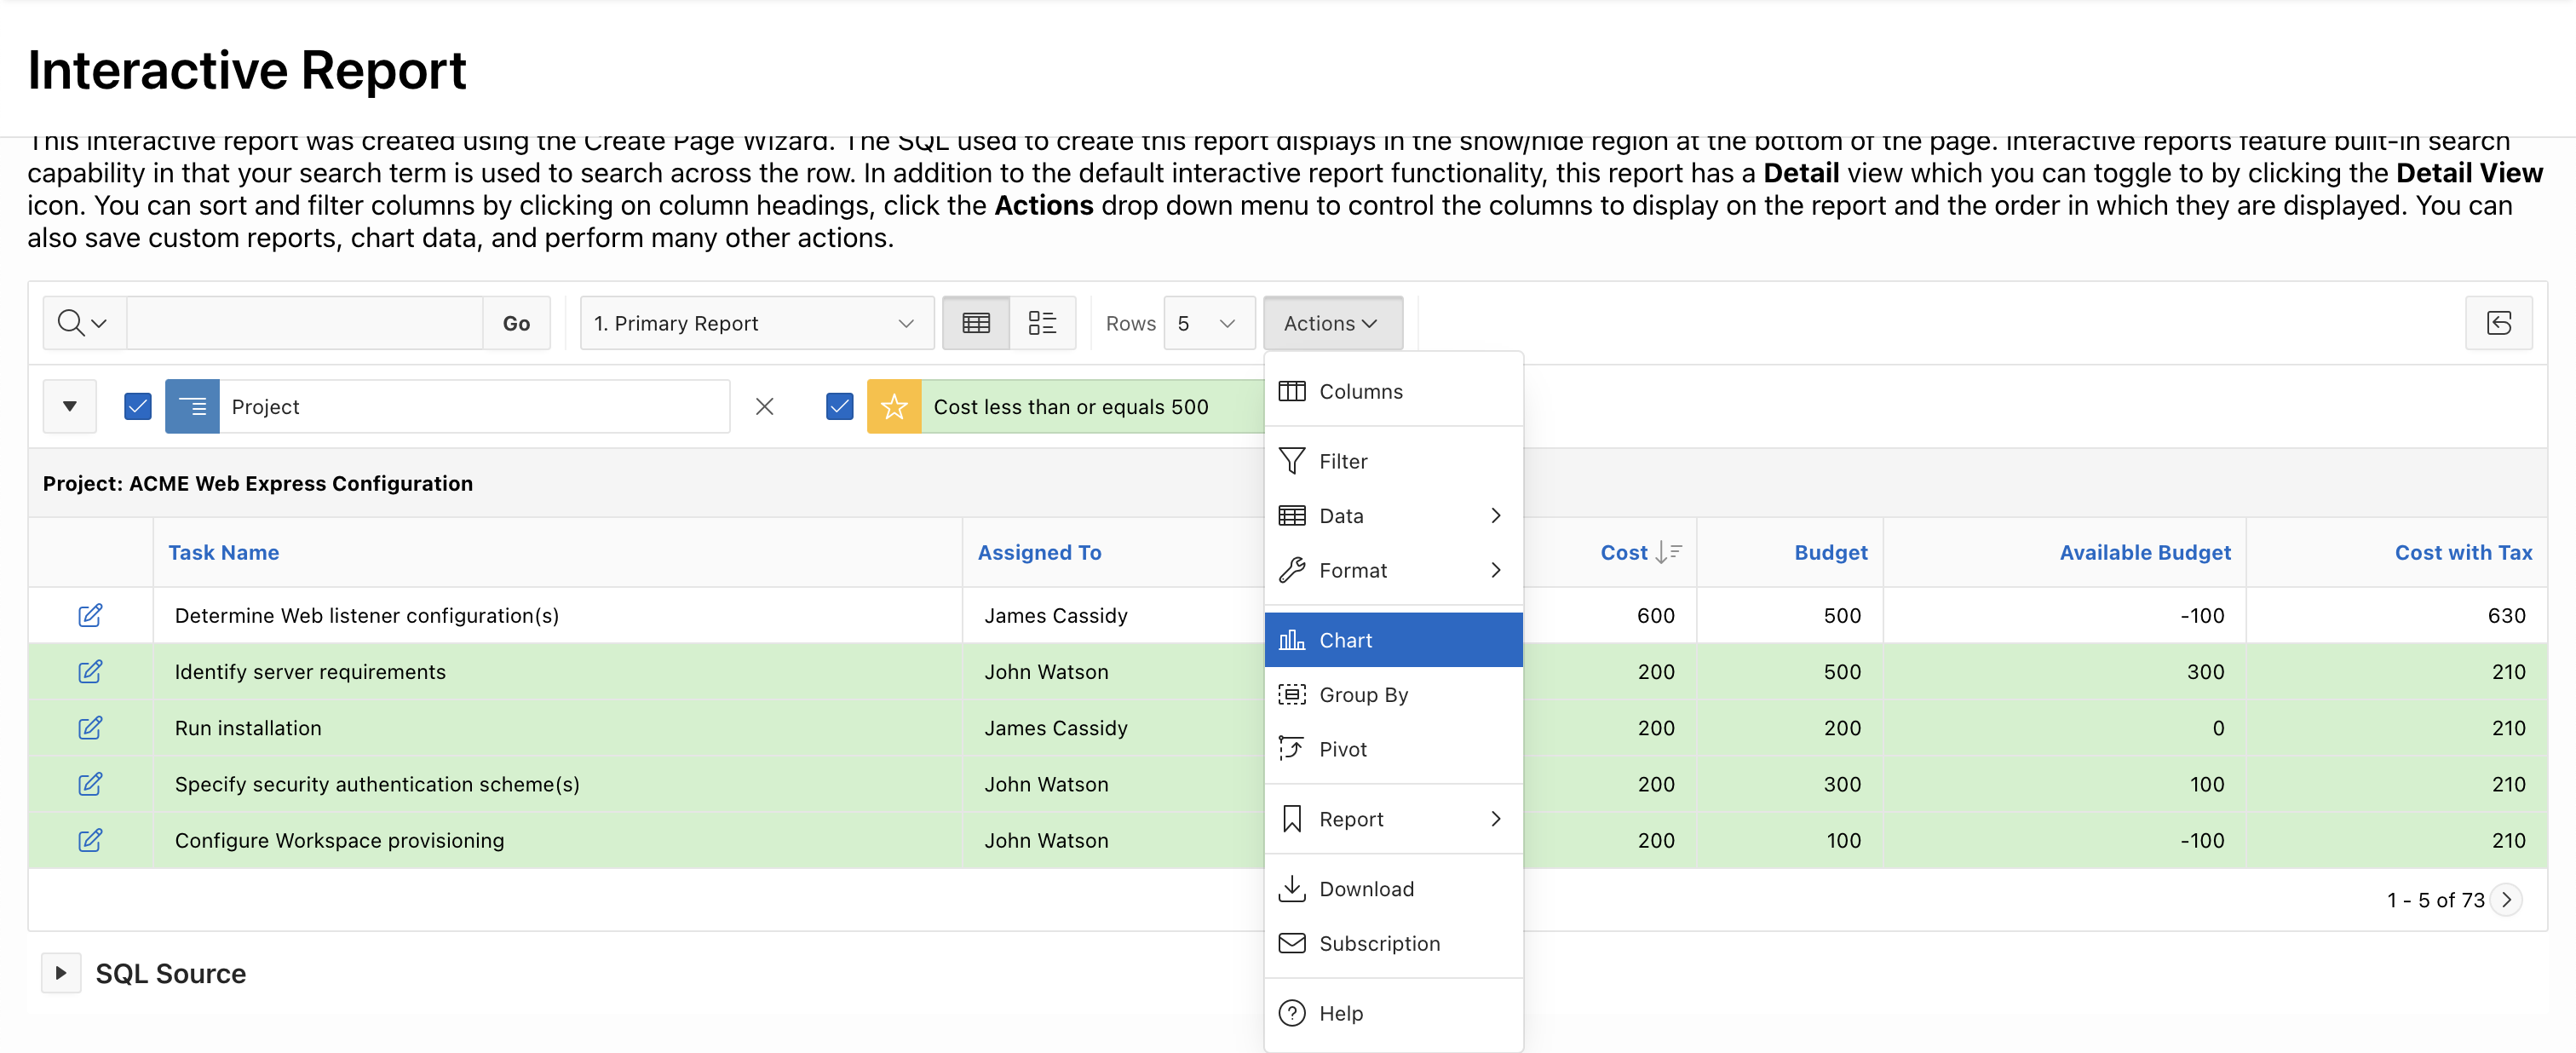 Interactive Report
This interactive report was created using the Create Page Wizard. The SQL used to create this report displays in the show/hide region at the bottom of the page. Interactive reports feature built-in search
capability in that your search term is used to search across the row. In addition to the default interactive report functionality, this report has a Detail view which you can toggle to by clicking the Detail View
icon. You can sort and filter columns by clicking on column headings, click the Actions drop down menu to control the columns to display on the report and the order in which they are displayed. You can
also save custom reports, chart data, and perform many other actions.
Go 1. Primary Report Rows 5 Actions
Project Cost less than or equals 500
Columns
Filter
Data
Format
Chart
Group By
Pivot
Report
Download
Subscription
Help
Project: ACME Web Express Configuration
Task Name Assigned To Cost Budget Available Budget Cost with Tax
Determine Web listener configuration(s) James Cassidy 600 500 -100 630
Identify server requirements John Watson 200 500 300 210
Run installation James Cassidy 200 200 0 210
Specify security authentication scheme(s) John Watson 200 300 100 210
Configure Workspace provisioning John Watson 200 100 -100 210
1 - 5 of 73
SQL Source